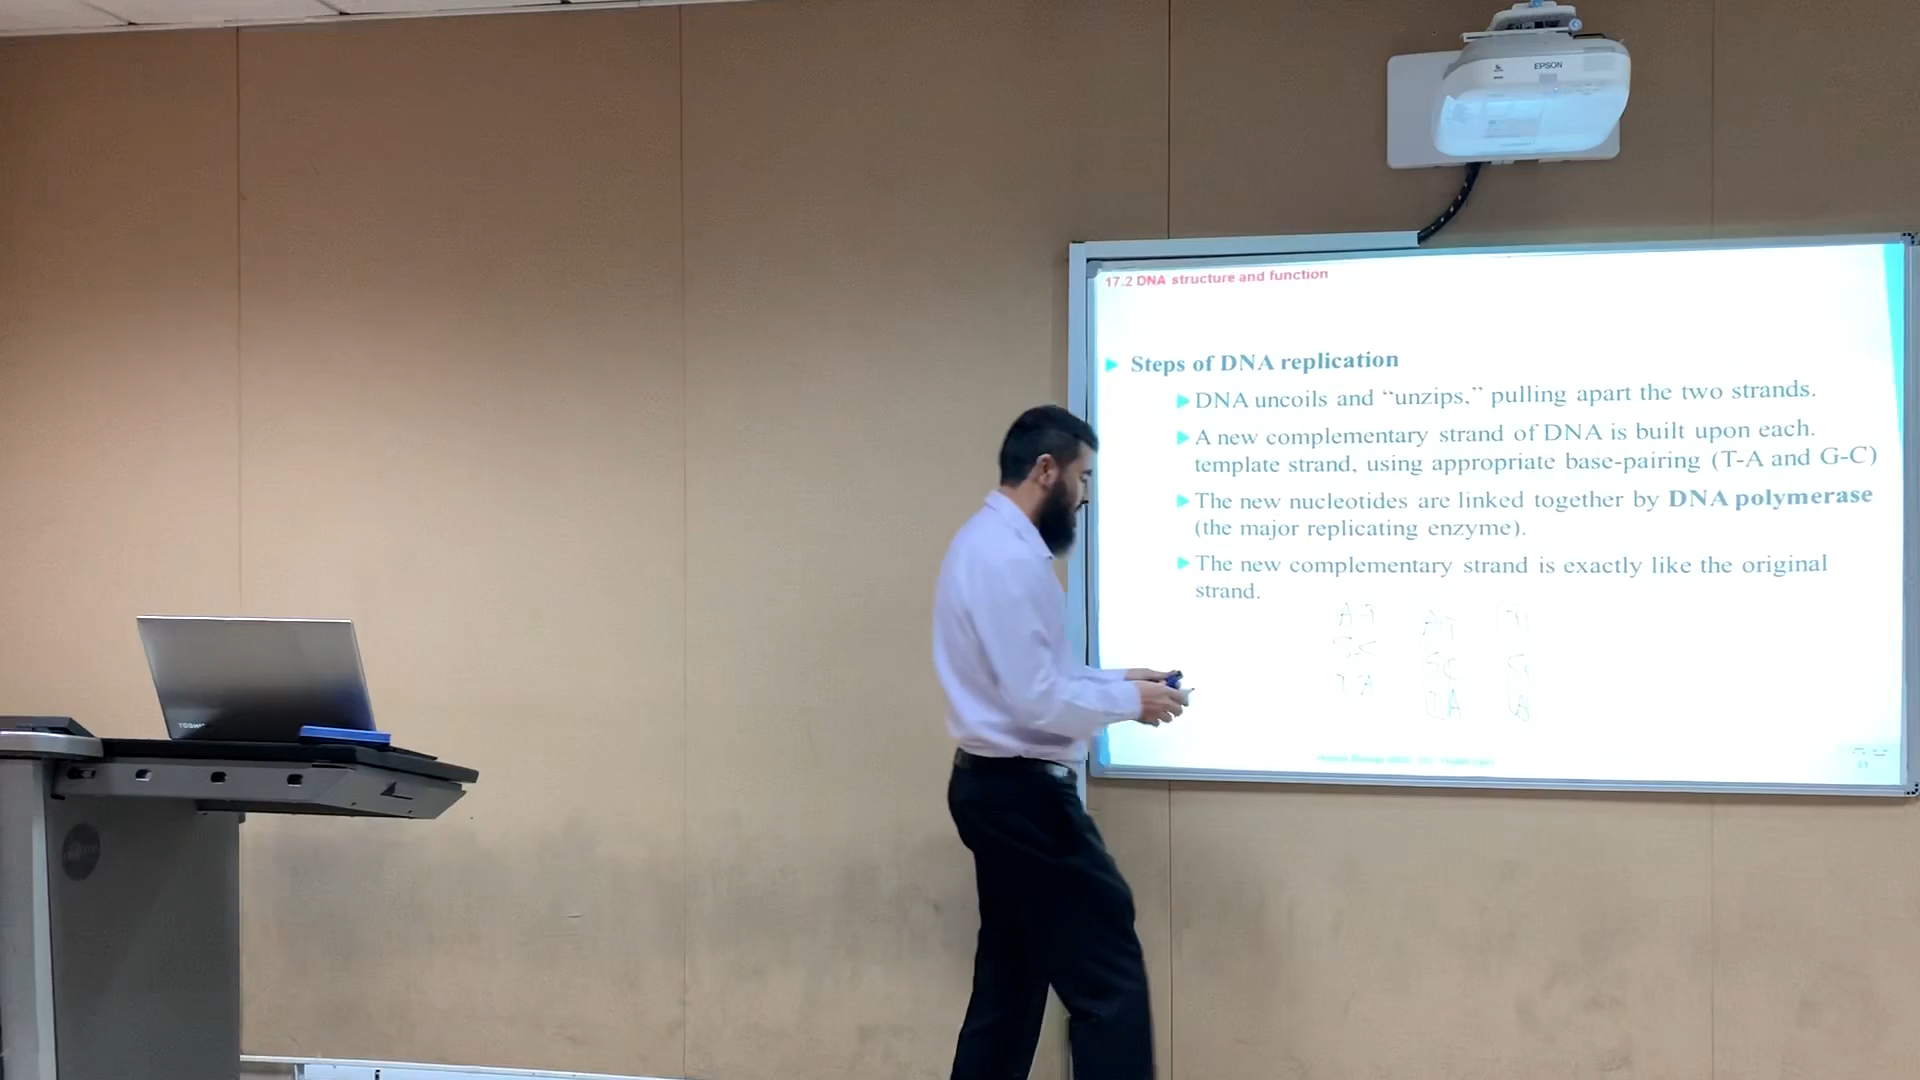 EPSON
17.2 DNA structure and function
Steps of DNA replication
DNA uncoils and “unzips,” pulling apart the two strands.
A new complementary strand of DNA is built upon each.
template strand, using appropriate base-pairing (T-A and G-C)
The new nucleotides are linked together by DNA polymerase
(the major replicating enzyme).
The new complementary strand is exactly like the original
strand.
A T
A T
T A